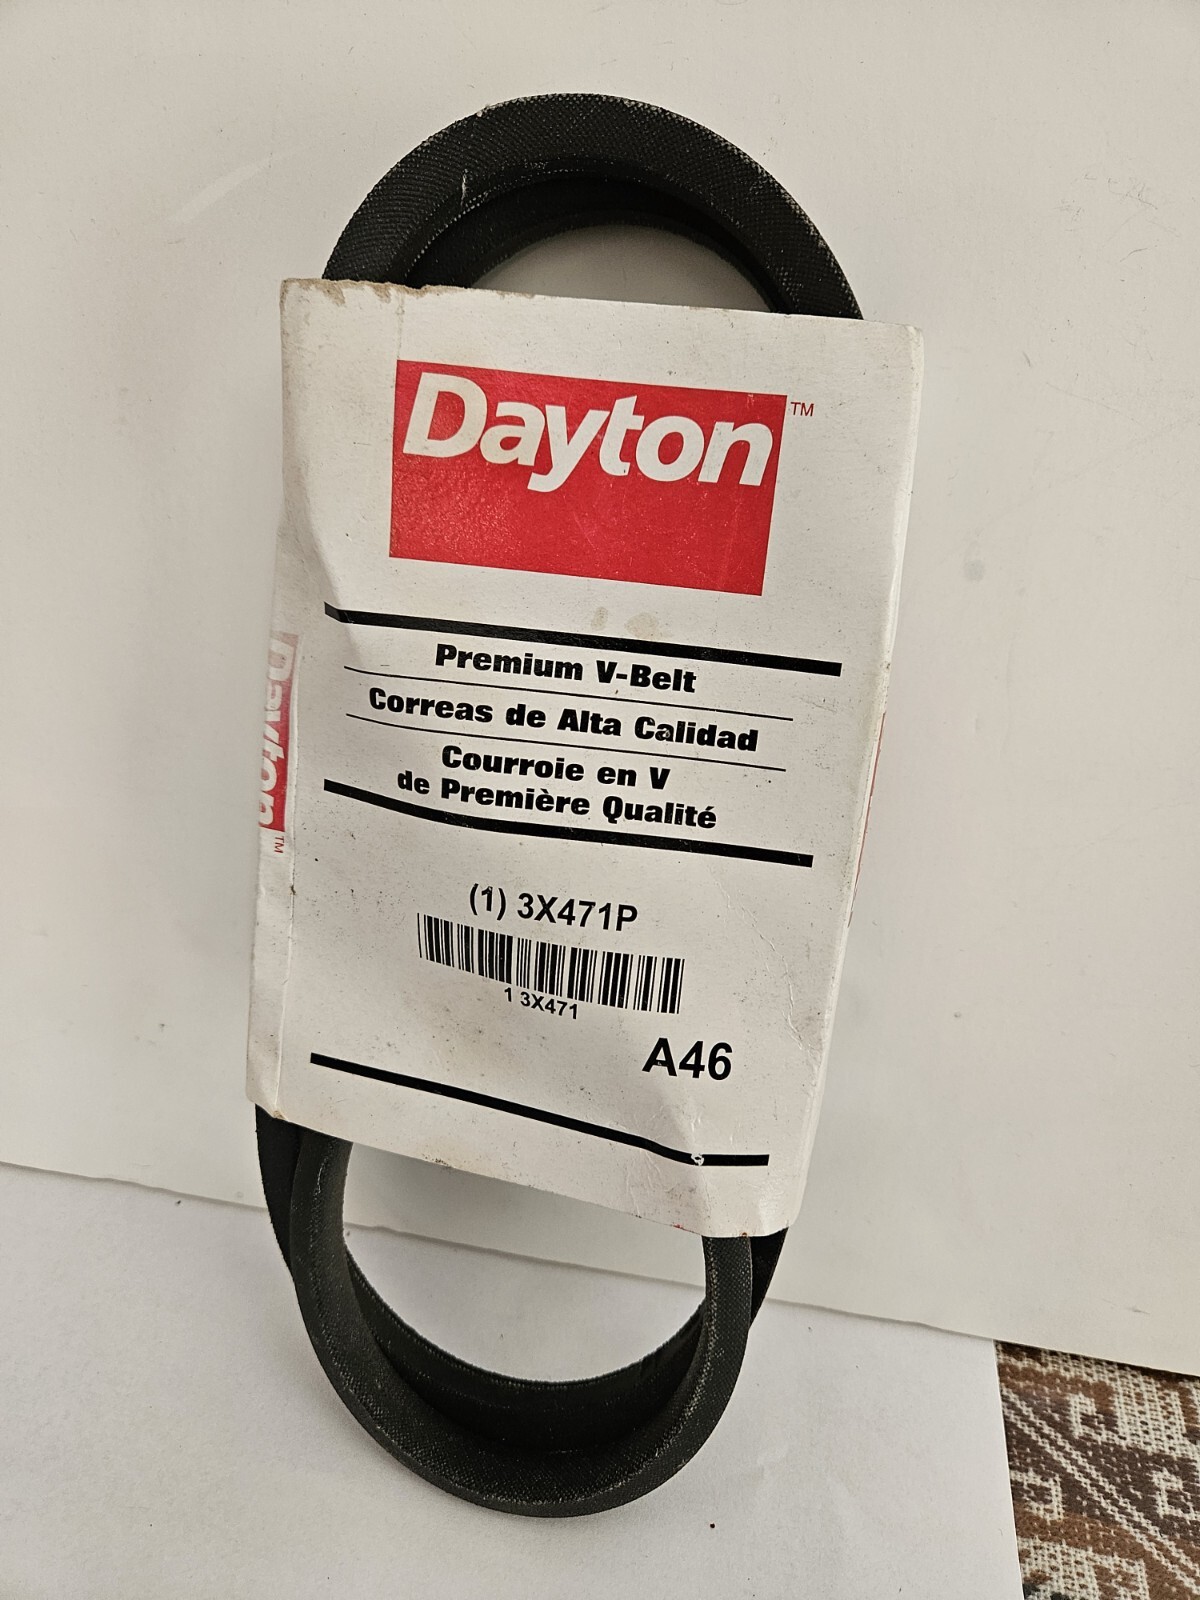 Dayton™
Premium V-Belt
Correas de Alta Calidad
Courroie en V
de Première Qualité
(1) 3X471P
1 3X471
A46
Dayton™